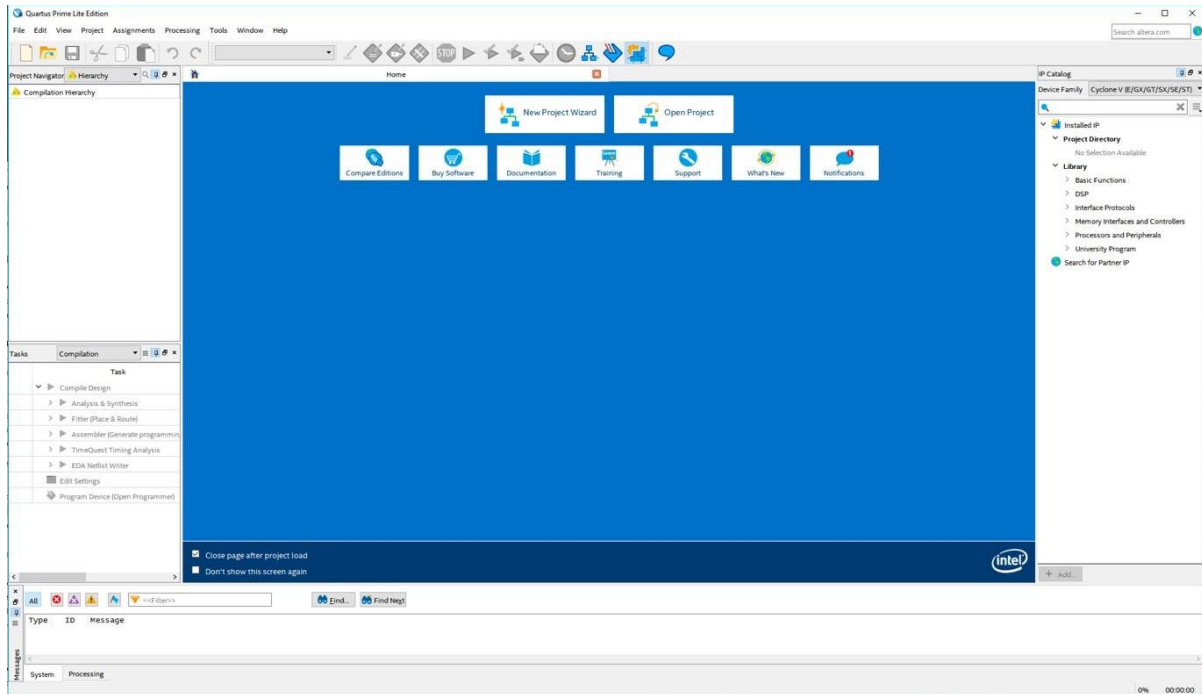 Quartus Prime Lite Edition
File Edit View Project Assignments Processing Tools Window Help
Search altera.com
STOP
Project Navigator Hierarchy
Compilation Hierarchy
Home
New Project Wizard
Open Project
Compare Editions
Buy Software
Documentation
Training
Support
What's New
Notifications
IP Catalog
Device Family Cyclone V (E/GX/GT/SX/SE/ST)
Installed IP
Project Directory
No Selection Available
Library
Basic Functions
DSP
Interface Protocols
Memory Interfaces and Controllers
Processors and Peripherals
University Program
Search for Partner IP
+ Add...
Tasks Compilation
Task
Compile Design
Analysis & Synthesis
Fitter (Place & Route)
Assembler (Generate programmin
TimeQuest Timing Analysis
EDA Netlist Writer
Edit Settings
Program Device (Open Programmer)
Close page after project load
Don't show this screen again
intel
All <<Filter>> Find... Find Next
Type ID Message
Messages
System Processing
0% 00:00:00